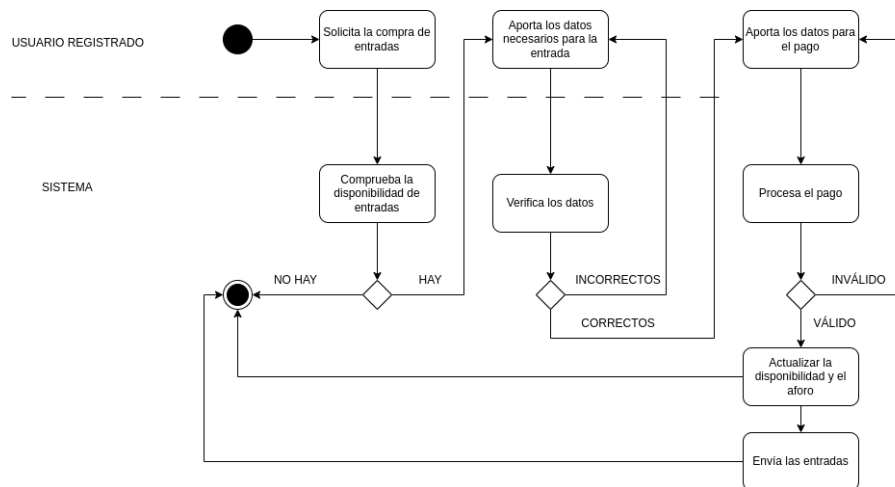 USUARIO REGISTRADO
Solicita la compra de
entradas
Aporta los datos
necesarios para la
entrada
Aporta los datos para
el pago
SISTEMA
Comprueba la
disponibilidad de
entradas
Verifica los datos
Procesa el pago
NO HAY
HAY
INCORRECTOS
INVÁLIDO
CORRECTOS
VÁLIDO
Actualizar la
disponibilidad y el
aforo
Envía las entradas